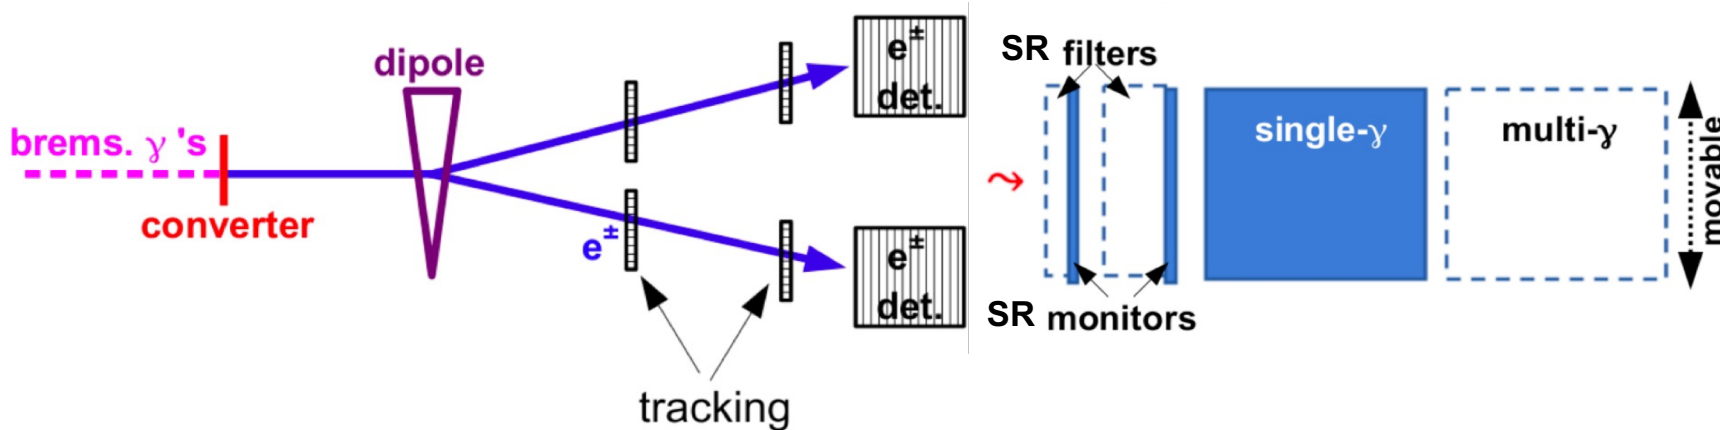 dipole
brems. γ 's
converter
e±
tracking
e±
det.
e±
det.
SR filters
SR monitors
single-γ
multi-γ
movable